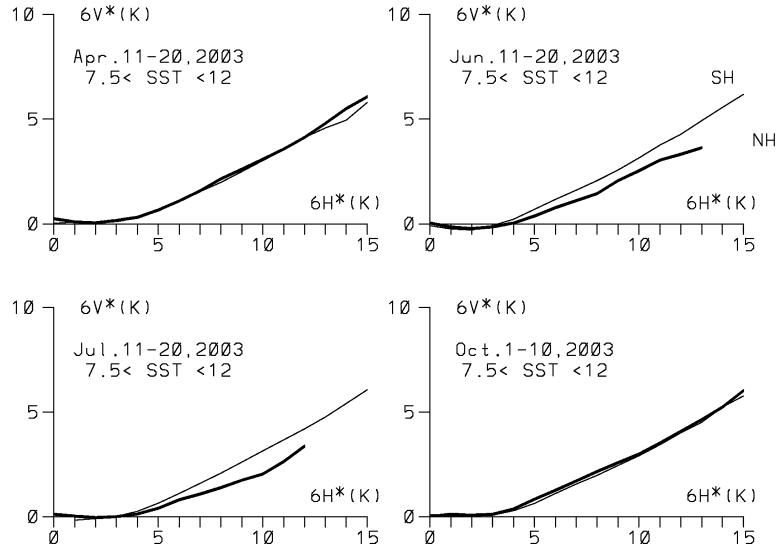 10 6V*(K)
Apr.11-20,2003
7.5< SST <12
5
6H*(K)
0
0 5 10 15
10 6V*(K)
Jun.11-20,2003
7.5< SST <12
SH
5
NH
6H*(K)
0
0 5 10 15
10 6V*(K)
Jul.11-20,2003
7.5< SST <12
5
6H*(K)
0
0 5 10 15
10 6V*(K)
Oct.1-10,2003
7.5< SST <12
5
6H*(K)
0
0 5 10 15